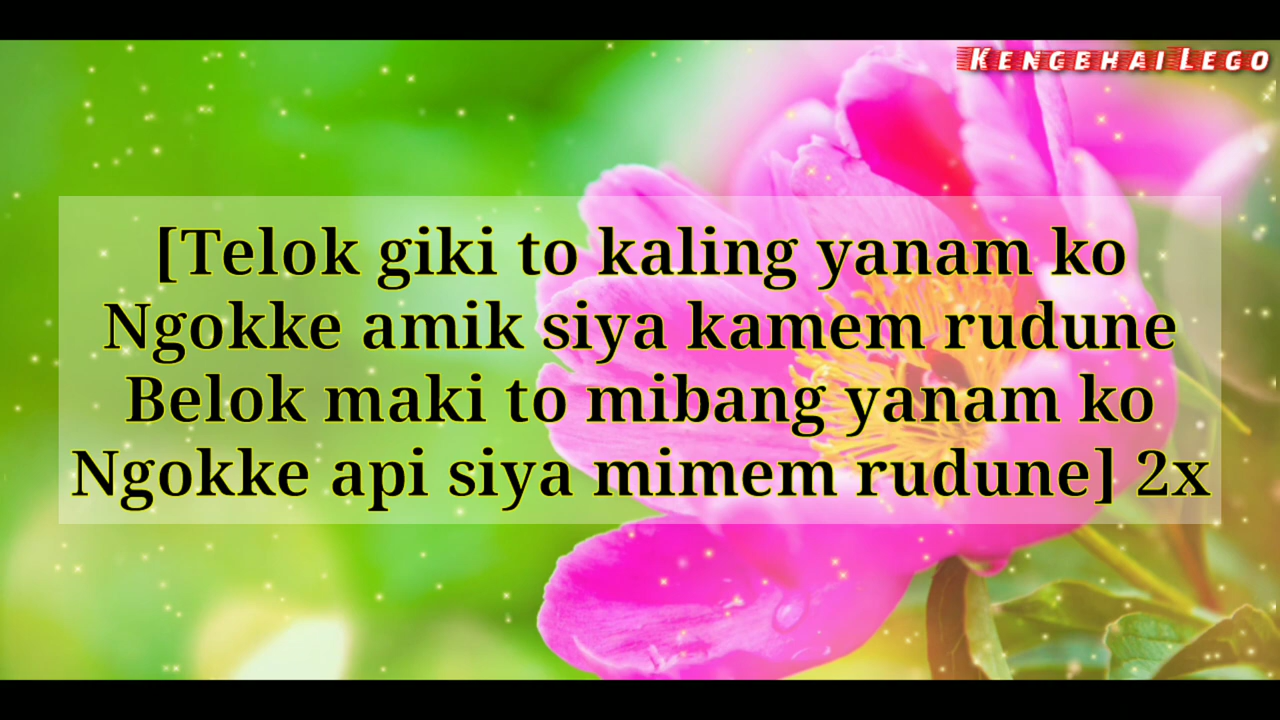 KENGBHAI LEGO
[Telok giki to kaling yanam ko
Ngokke amik siya kamem rudune
Belok maki to mibang yanam ko
Ngokke api siya mimem rudune] 2x